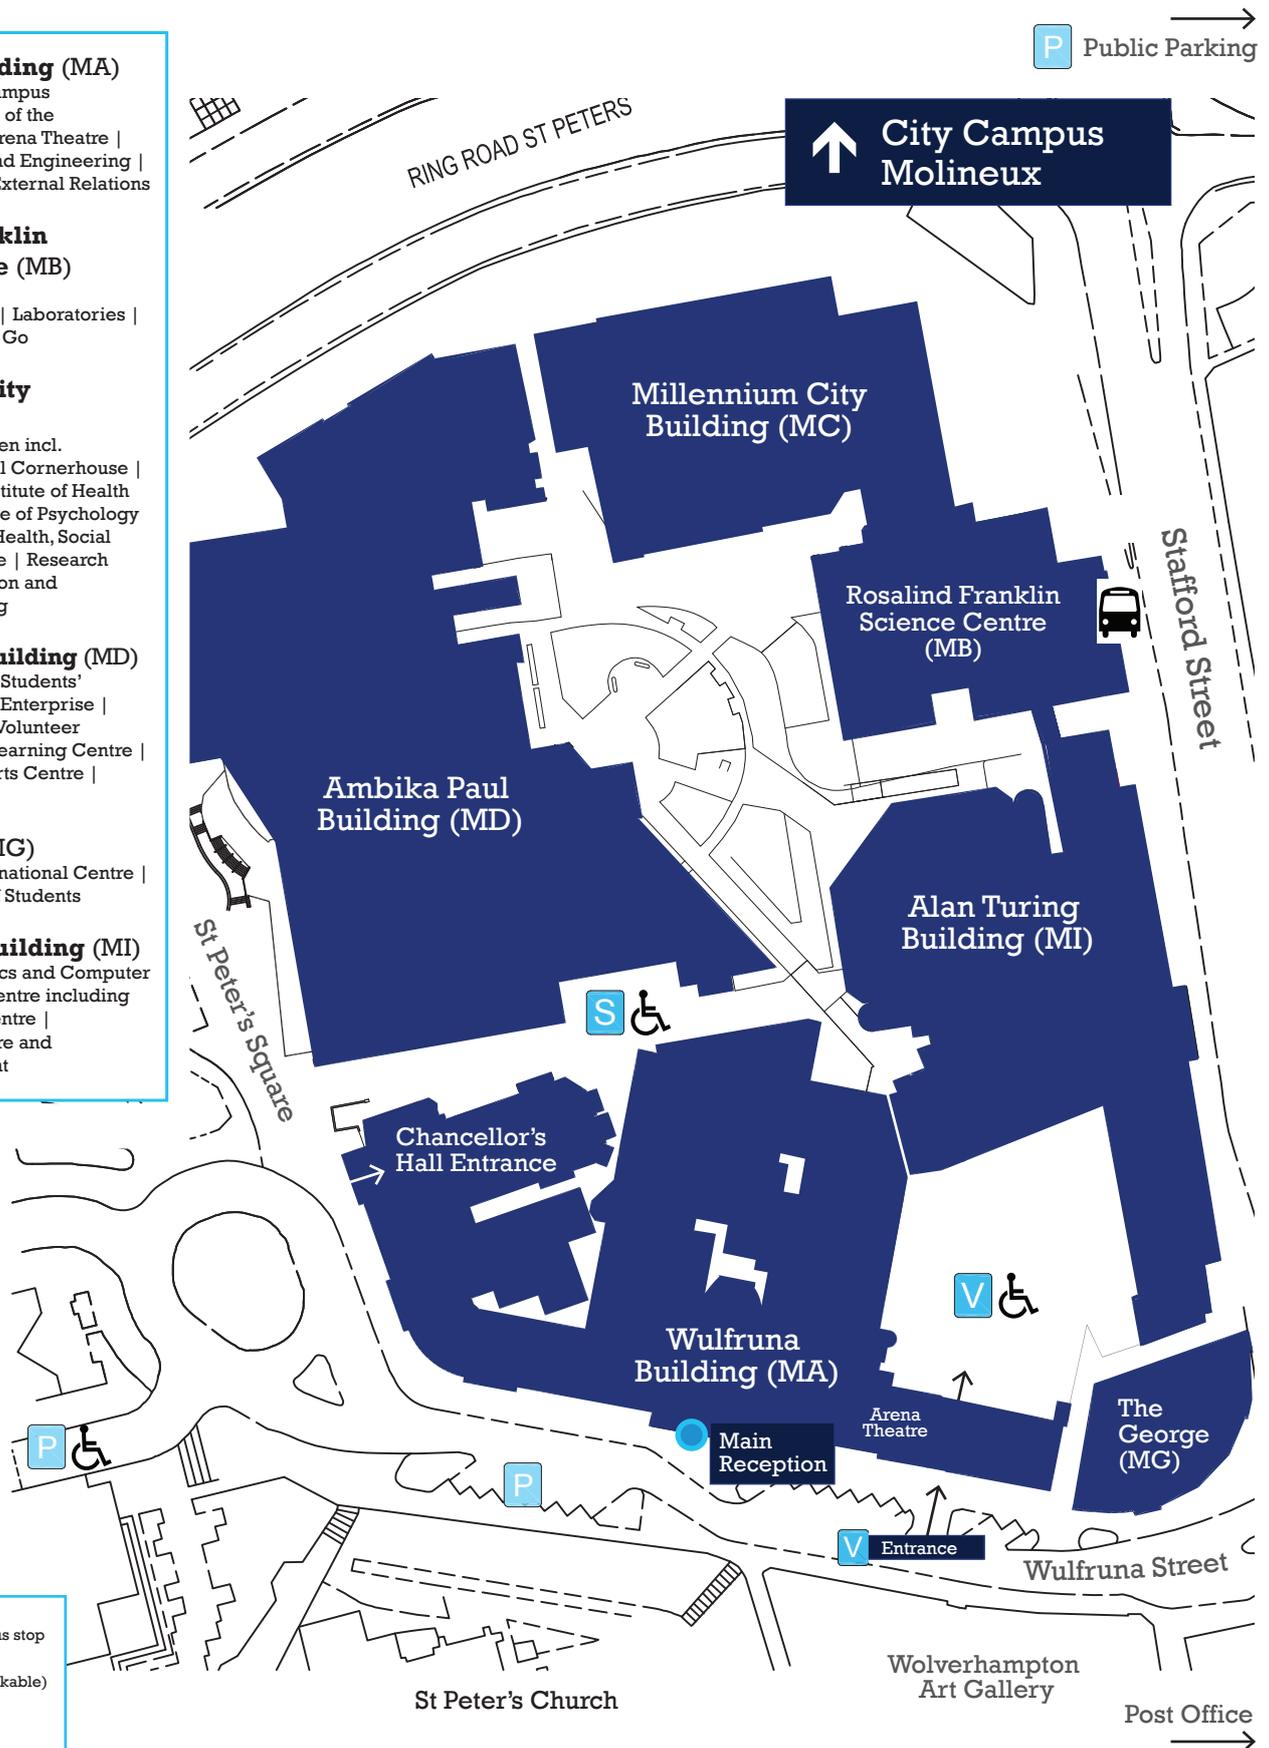 Public Parking
P
ding (MA)
mpus
of the
rena Theatre |
nd Engineering |
External Relations
klin
e (MB)
| Laboratories |
Go
ity
en incl.
l Cornerhouse |
titute of Health
e of Psychology
Health, Social
e | Research
on and
g
uilding (MD)
Students’
Enterprise |
Volunteer
earning Centre |
rts Centre |
IG)
national Centre |
f Students
uilding (MI)
cs and Computer
entre including
entre |
re and
nt
RING ROAD ST PETERS
City Campus
Molineux
Millennium City
Building (MC)
Rosalind Franklin
Science Centre
(MB)
Stafford Street
Ambika Paul
Building (MD)
Alan Turing
Building (MI)
St Peter’s Square
S
Chancellor’s
Hall Entrance
V
Wulfruna
Building (MA)
Arena
Theatre
The
George
(MG)
Main
Reception
P
P
V Entrance
Wulfruna Street
us stop
kable)
St Peter’s Church
Wolverhampton
Art Gallery
Post Office